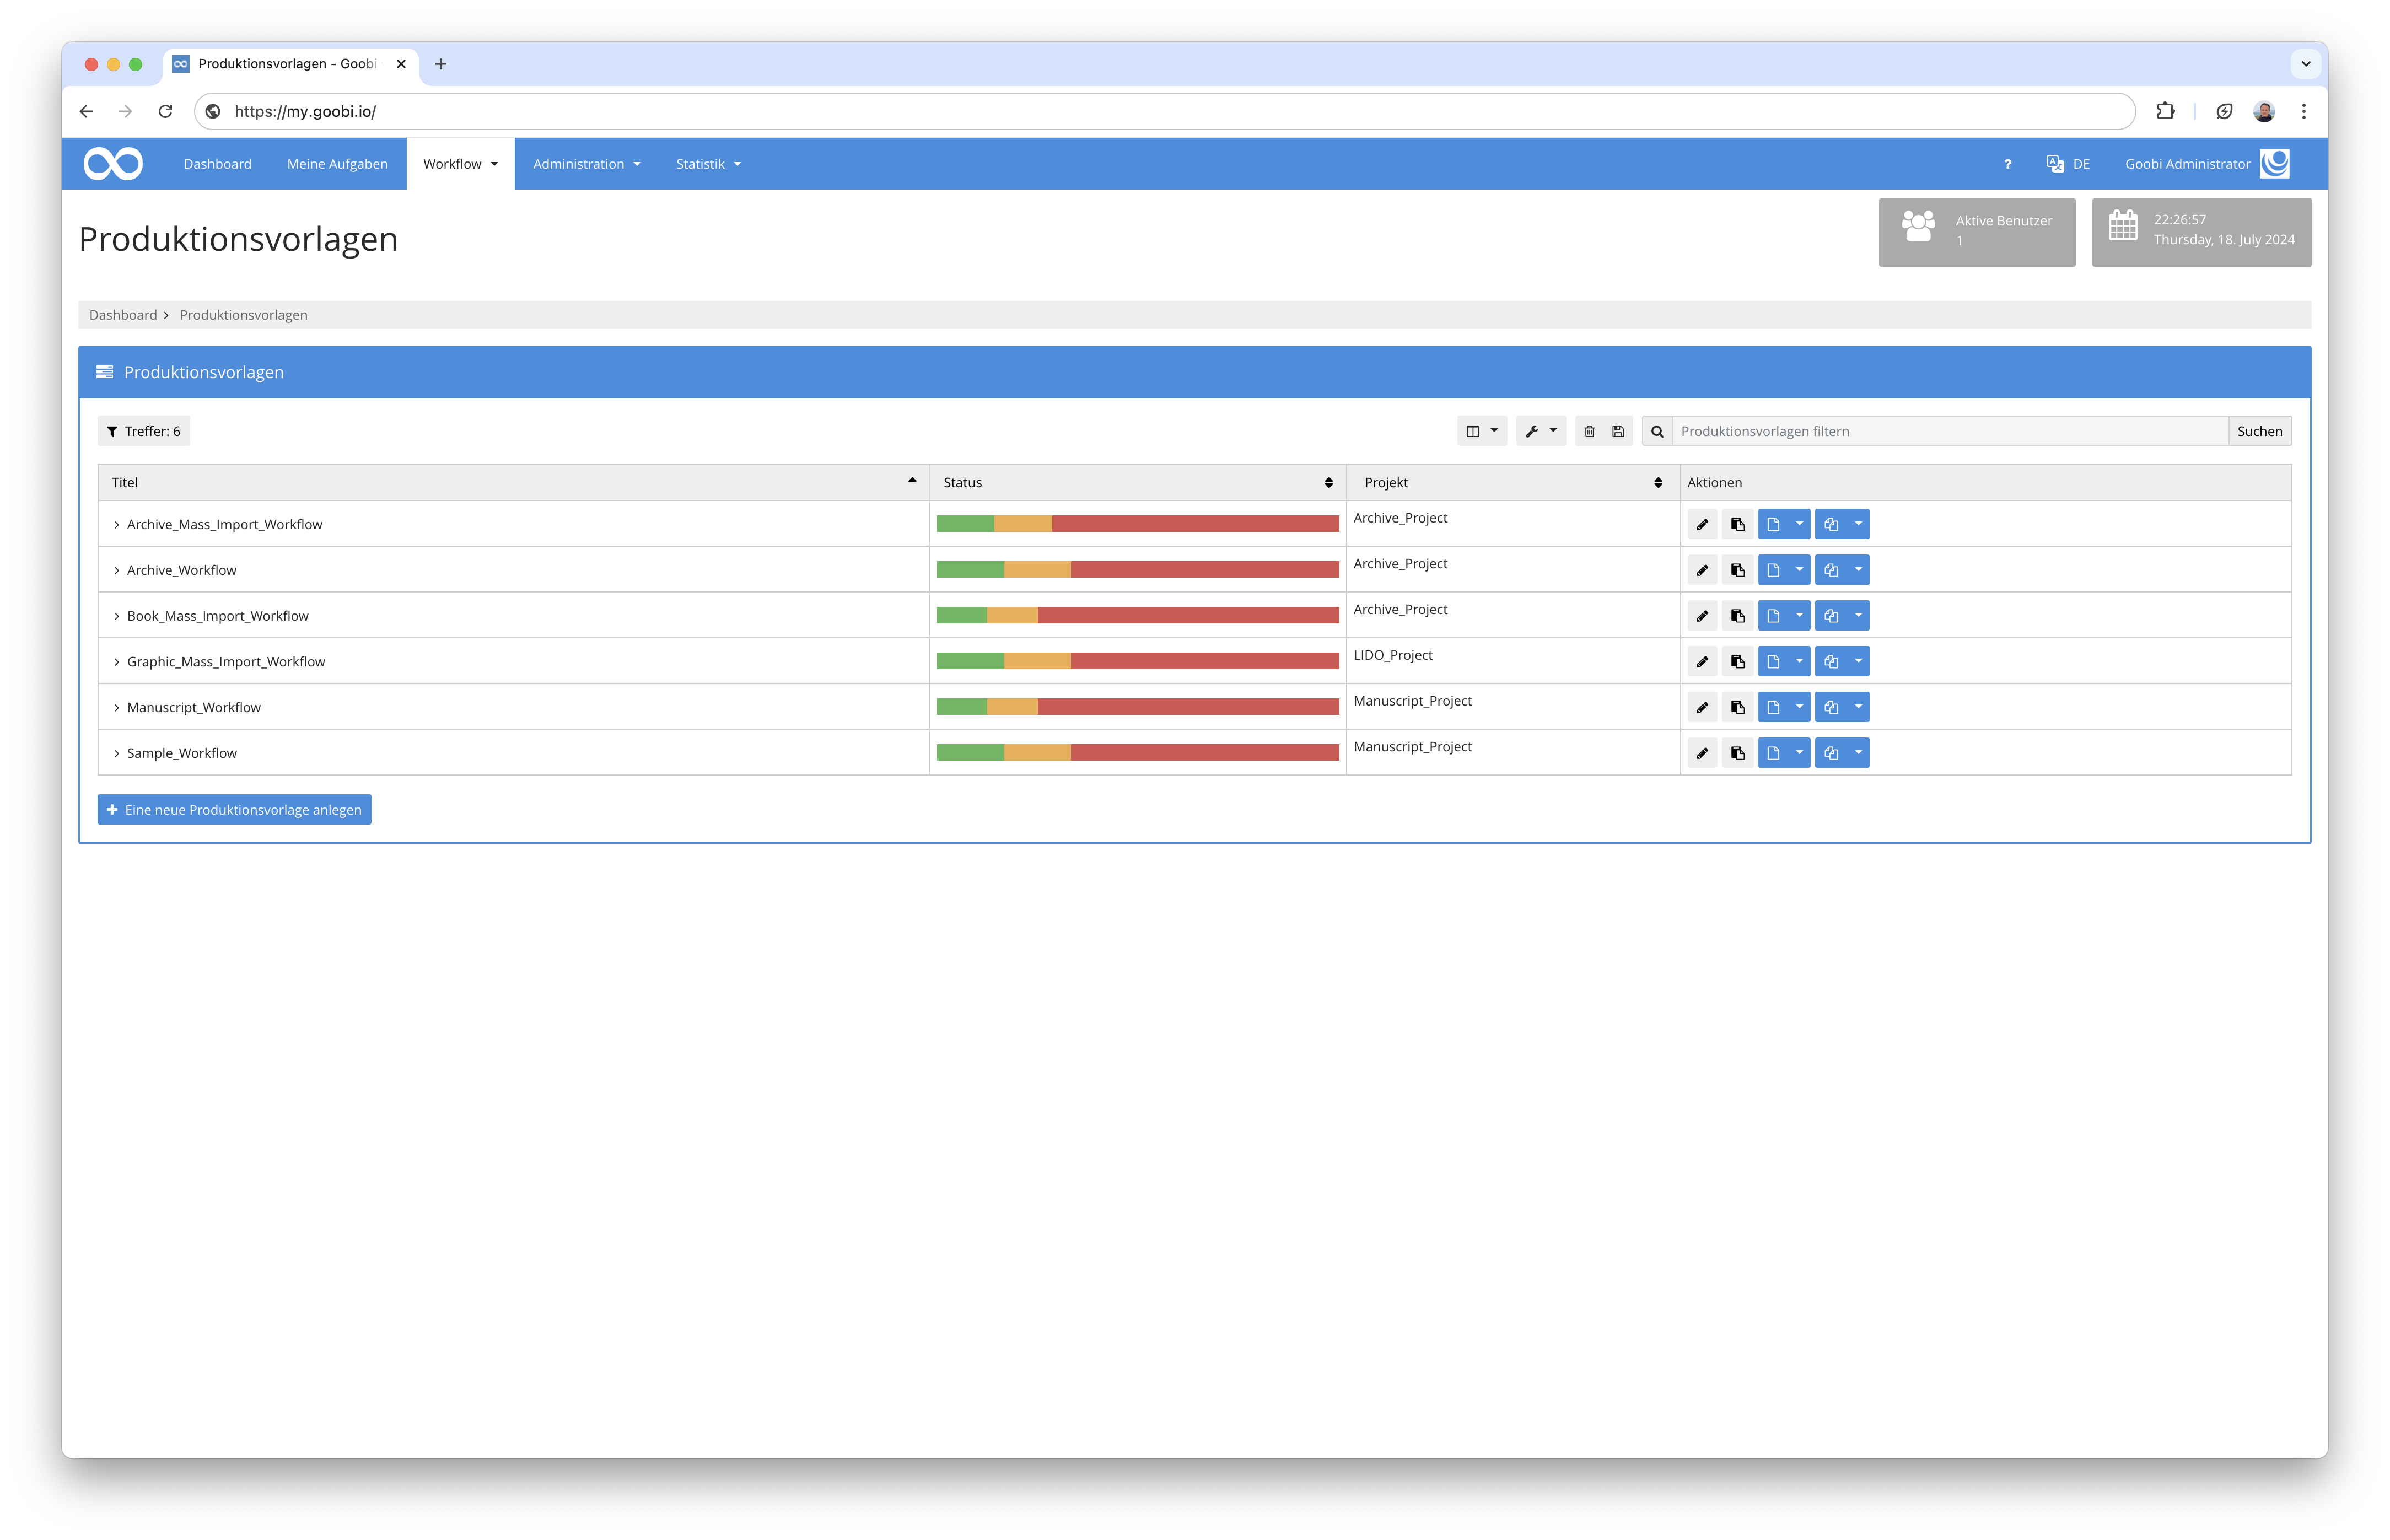 Produktionsvorlagen - Goobi
https://my.goobi.io/
Dashboard Meine Aufgaben Workflow Administration Statistik ? DE Goobi Administrator
Produktionsvorlagen
Aktive Benutzer
1
22:26:57
Thursday, 18. July 2024
Dashboard > Produktionsvorlagen
Produktionsvorlagen
Treffer: 6 Produktionsvorlagen filtern Suchen
Titel Status Projekt Aktionen
Archive_Mass_Import_Workflow Archive_Project
Archive_Workflow Archive_Project
Book_Mass_Import_Workflow Archive_Project
Graphic_Mass_Import_Workflow LIDO_Project
Manuscript_Workflow Manuscript_Project
Sample_Workflow Manuscript_Project
+ Eine neue Produktionsvorlage anlegen